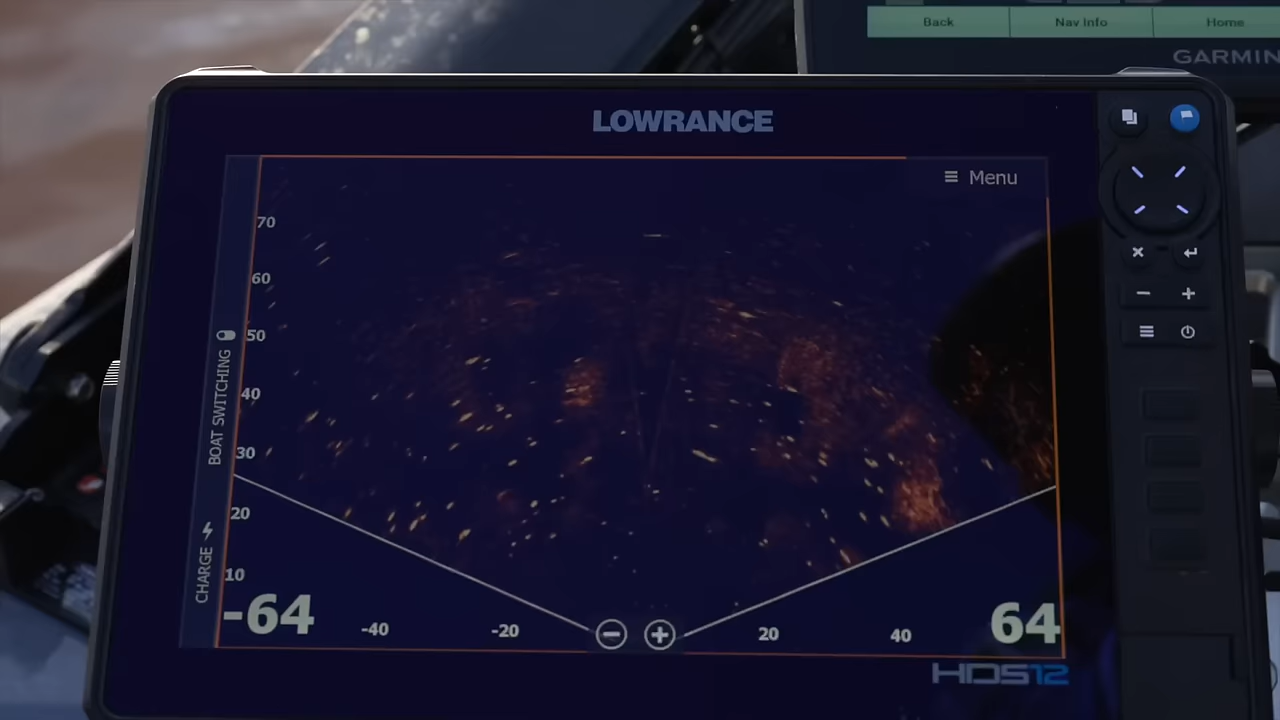 Back Nav Info Home
GARMIN
LOWRANCE
Menu
70
60
50
40
30
20
10
BOAT SWITCHING
CHARGE
-64 -40 -20 20 40 64
HDS12